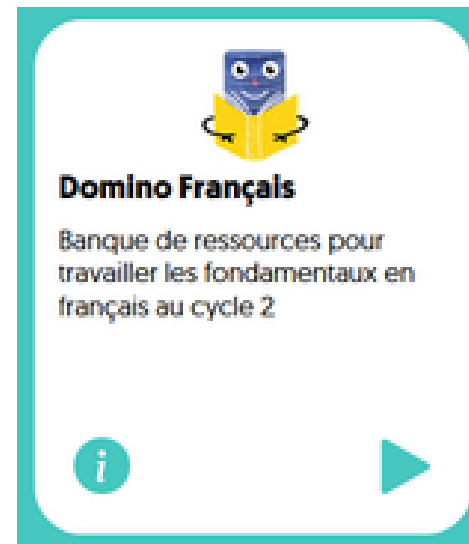 Domino Français
Banque de ressources pour
travailler les fondamentaux en
français au cycle 2
i